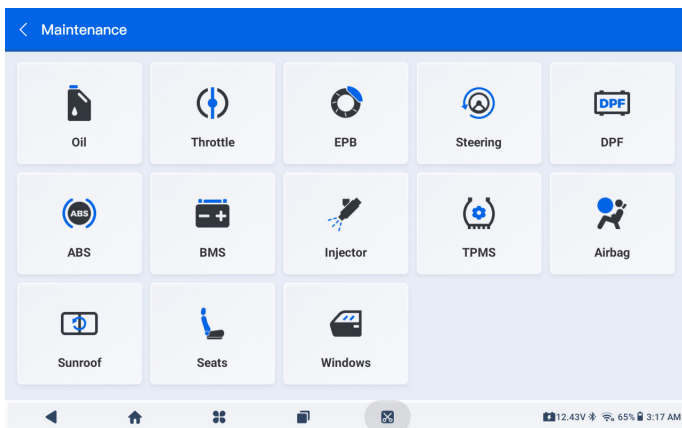 Maintenance
Oil
Throttle
EPB
Steering
DPF
DPF
ABS
ABS
BMS
Injector
TPMS
Airbag
Sunroof
Seats
Windows
12.43V 65% 3:17 AM